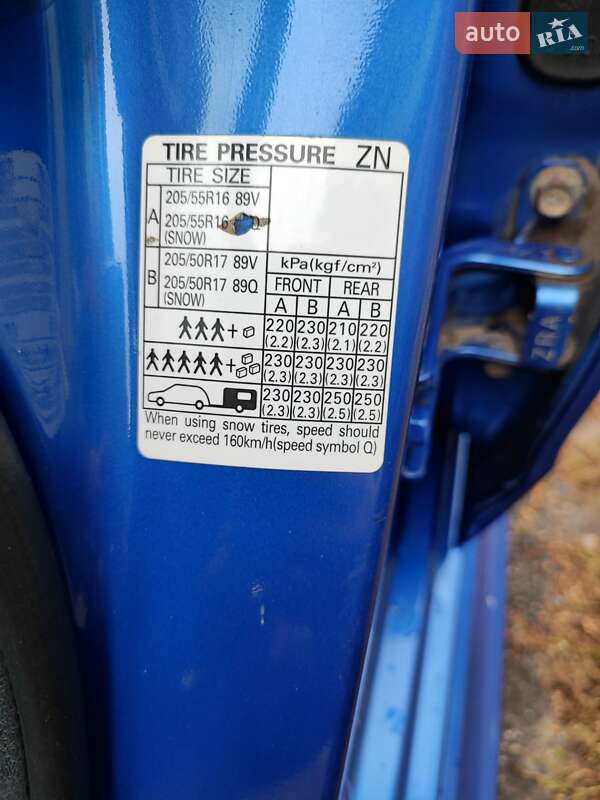 auto RIA .com
TIRE PRESSURE ZN
TIRE SIZE
A
205/55R16 89V
205/55R16
(SNOW)
B
205/50R17 89V
205/50R17 89Q
(SNOW)
kPa(kgf/cm²)
FRONT REAR
A B A B
+ 220 230 210 220
(2.2) (2.3) (2.1) (2.2)
+ 230 230 230 230
(2.3) (2.3) (2.3) (2.3)
230 230 250 250
(2.3) (2.3) (2.5) (2.5)
When using snow tires, speed should
never exceed 160km/h(speed symbol Q)
ZRA